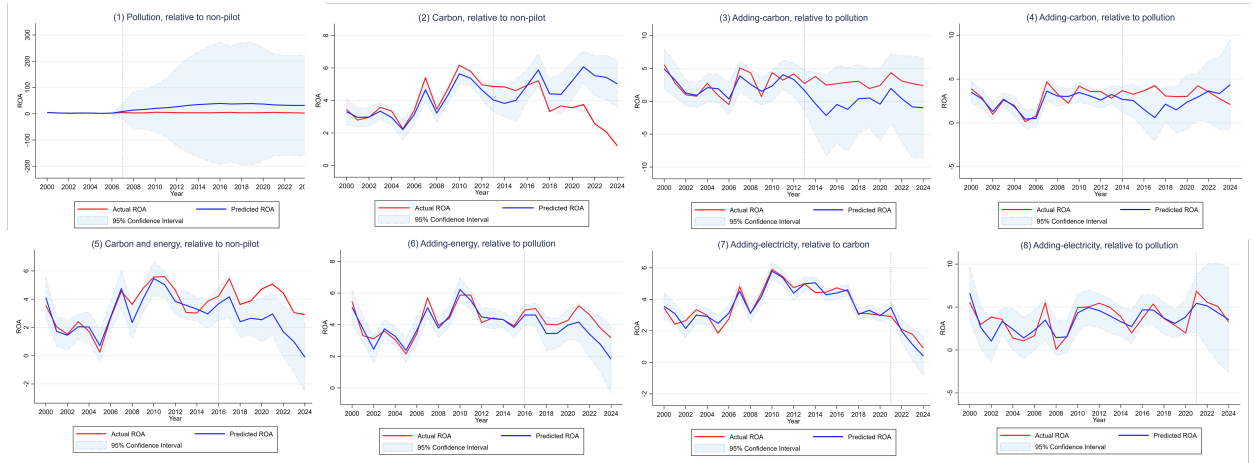 (1) Pollution, relative to non-pilot
ROA
300
200
100
0
-100
-200
2000 2002 2004 2006 2008 2010 2012 2014 2016 2018 2020 2022 20
Year
Actual ROA
Predicted ROA
95% Confidence Interval
(2) Carbon, relative to non-pilot
ROA
8
6
4
2
0
2000 2002 2004 2006 2008 2010 2012 2014 2016 2018 2020 2022 2024
Year
Actual ROA
Predicted ROA
95% Confidence Interval
(3) Adding-carbon, relative to pollution
ROA
10
5
0
-5
-10
2000 2002 2004 2006 2008 2010 2012 2014 2016 2018 2020 2022 2024
Year
Actual ROA
Predicted ROA
95% Confidence Interval
(4) Adding-carbon, relative to pollution
ROA
10
5
0
-5
2000 2002 2004 2006 2008 2010 2012 2014 2016 2018 2020 2022 2024
Year
Actual ROA
Predicted ROA
95% Confidence Interval
(5) Carbon and energy, relative to non-pilot
ROA
6
4
2
0
-2
2000 2002 2004 2006 2008 2010 2012 2014 2016 2018 2020 2022 2024
Year
Actual ROA
Predicted ROA
95% Confidence Interval
(6) Adding-energy, relative to pollution
ROA
8
6
4
2
0
2000 2002 2004 2006 2008 2010 2012 2014 2016 2018 2020 2022 2024
Year
Actual ROA
Predicted ROA
95% Confidence Interval
(7) Adding-electricity, relative to carbon
ROA
6
4
2
0
-2
2000 2002 2004 2006 2008 2010 2012 2014 2016 2018 2020 2022 2024
Year
Actual ROA
Predicted ROA
95% Confidence Interval
(8) Adding-electricity, relative to pollution
ROA
10
5
0
-5
2000 2002 2004 2006 2008 2010 2012 2014 2016 2018 2020 2022 2024
Year
Actual ROA
Predicted ROA
95% Confidence Interval